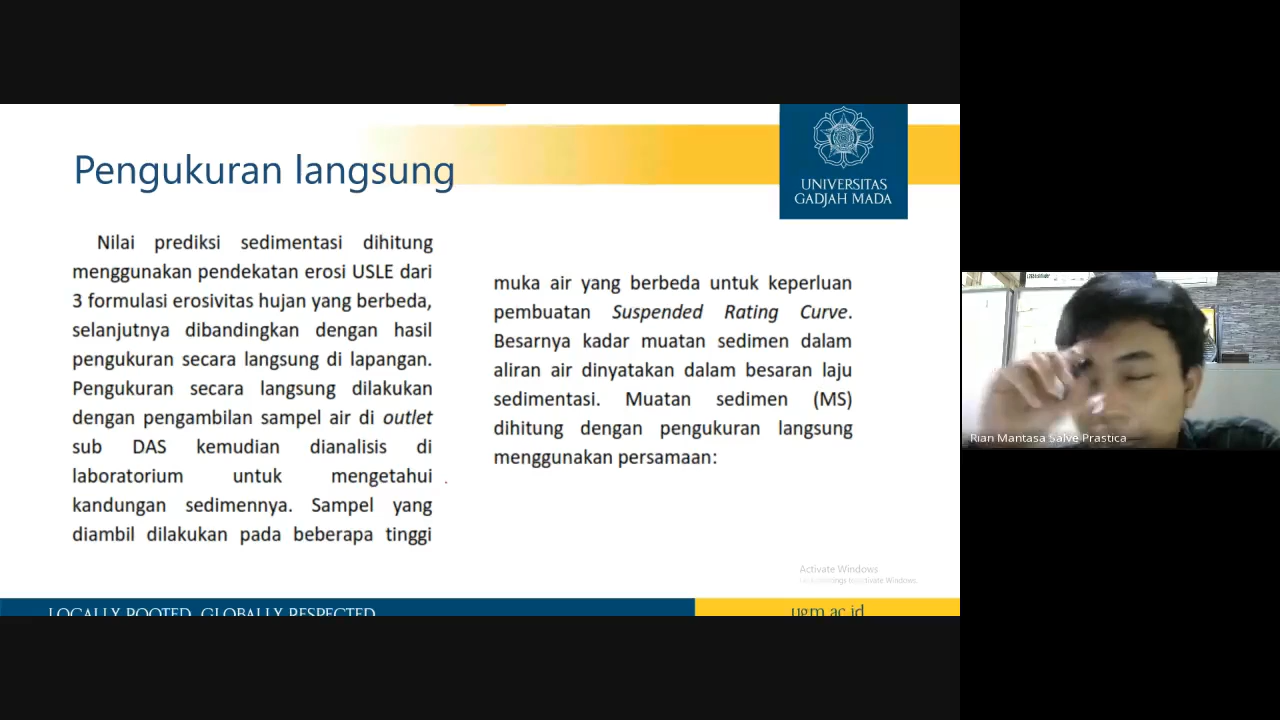 Pengukuran langsung
UNIVERSITAS
GADJAH MADA
Nilai prediksi sedimentasi dihitung
menggunakan pendekatan erosi USLE dari
3 formulasi erosivitas hujan yang berbeda,
selanjutnya dibandingkan dengan hasil
pengukuran secara langsung di lapangan.
Pengukuran secara langsung dilakukan
dengan pengambilan sampel air di outlet
sub DAS kemudian dianalisis di
laboratorium untuk mengetahui
kandungan sedimennya. Sampel yang
diambil dilakukan pada beberapa tinggi
muka air yang berbeda untuk keperluan
pembuatan Suspended Rating Curve.
Besarnya kadar muatan sedimen dalam
aliran air dinyatakan dalam besaran laju
sedimentasi. Muatan sedimen (MS)
dihitung dengan pengukuran langsung
menggunakan persamaan:
Activate Windows
Activate Windows.
LOCALLY ROOTED, GLOBALLY RESPECTED
ugm.ac.id
Rian Mantasa Salve Prastica